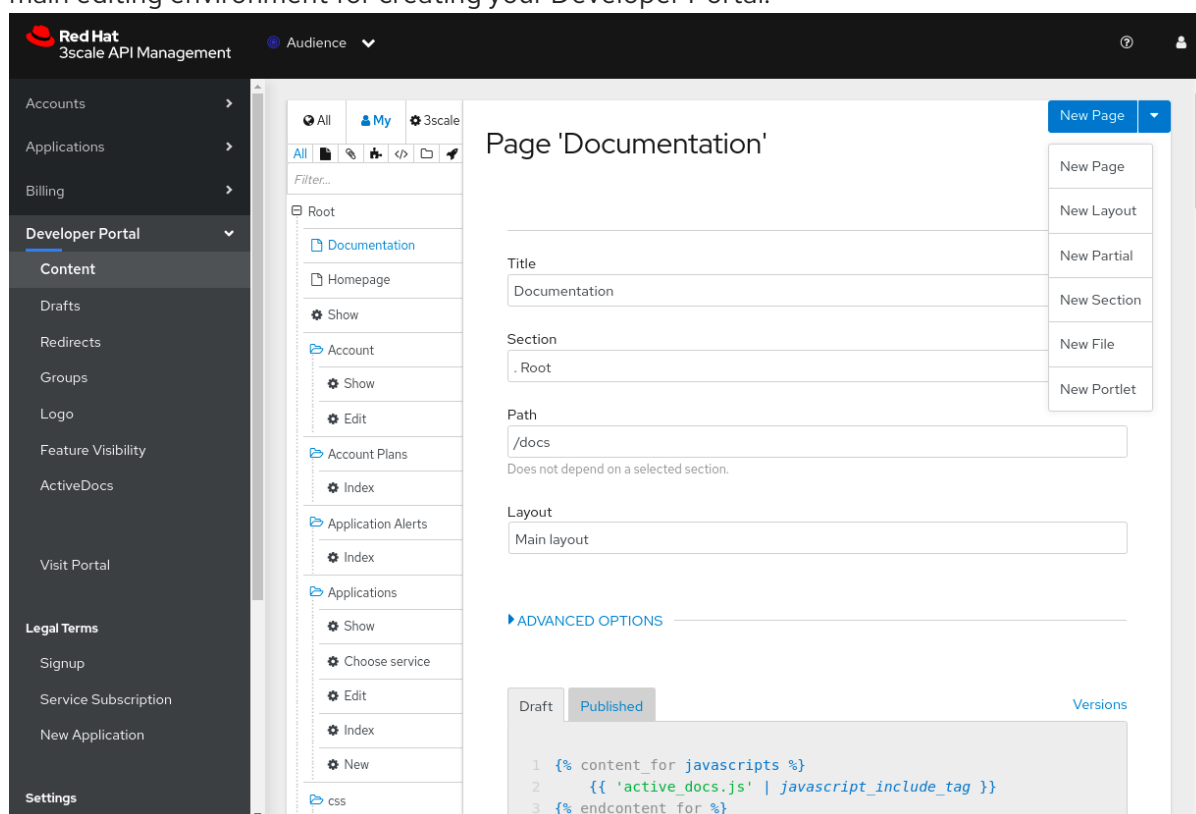 main editing environment for creating your Developer Portal.
Red Hat
3scale API Management
Audience
Accounts
Applications
Billing
Developer Portal
Content
Drafts
Redirects
Groups
Logo
Feature Visibility
ActiveDocs
Visit Portal
Legal Terms
Signup
Service Subscription
New Application
Settings
All My 3scale
All
Filter...
Root
Documentation
Homepage
Show
Account
Show
Edit
Account Plans
Index
Application Alerts
Index
Applications
Show
Choose service
Edit
Index
New
css
Page 'Documentation'
New Page
New Page
New Layout
New Partial
New Section
New File
New Portlet
Title
Documentation
Section
. Root
Path
/docs
Does not depend on a selected section.
Layout
Main layout
ADVANCED OPTIONS
Draft Published Versions
1 {% content_for javascripts %}
2 {{ 'active_docs.js' | javascript_include_tag }}
3 {% endcontent_for %}